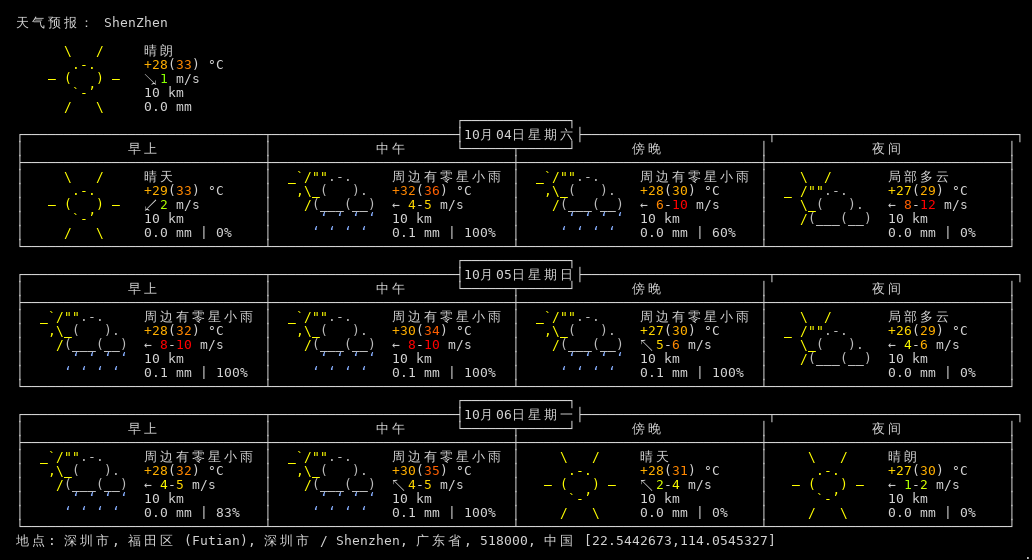 天气预报： ShenZhen
晴朗
+28(33) °C
↘1 m/s
10 km
0.0 mm
10月04日星期六
早上 中午 傍晚 夜间
晴天 周边有零星小雨 周边有零星小雨 局部多云
+29(33) °C +32(36) °C +28(30) °C +27(29) °C
↙2 m/s ← 4-5 m/s ← 6-10 m/s ← 8-12 m/s
10 km 10 km 10 km 10 km
0.0 mm | 0% 0.1 mm | 100% 0.0 mm | 60% 0.0 mm | 0%
10月05日星期日
早上 中午 傍晚 夜间
周边有零星小雨 周边有零星小雨 周边有零星小雨 局部多云
+28(32) °C +30(34) °C +27(30) °C +26(29) °C
← 8-10 m/s ← 8-10 m/s ↖5-6 m/s ← 4-6 m/s
10 km 10 km 10 km 10 km
0.1 mm | 100% 0.1 mm | 100% 0.1 mm | 100% 0.0 mm | 0%
10月06日星期一
早上 中午 傍晚 夜间
周边有零星小雨 周边有零星小雨 晴天 晴朗
+28(32) °C +30(35) °C +28(31) °C +27(30) °C
← 4-5 m/s ↖4-5 m/s ↖2-4 m/s ← 1-2 m/s
10 km 10 km 10 km 10 km
0.0 mm | 83% 0.1 mm | 100% 0.0 mm | 0% 0.0 mm | 0%
地点: 深圳市, 福田区 (Futian), 深圳市 / Shenzhen, 广东省, 518000, 中国 [22.5442673,114.0545327]